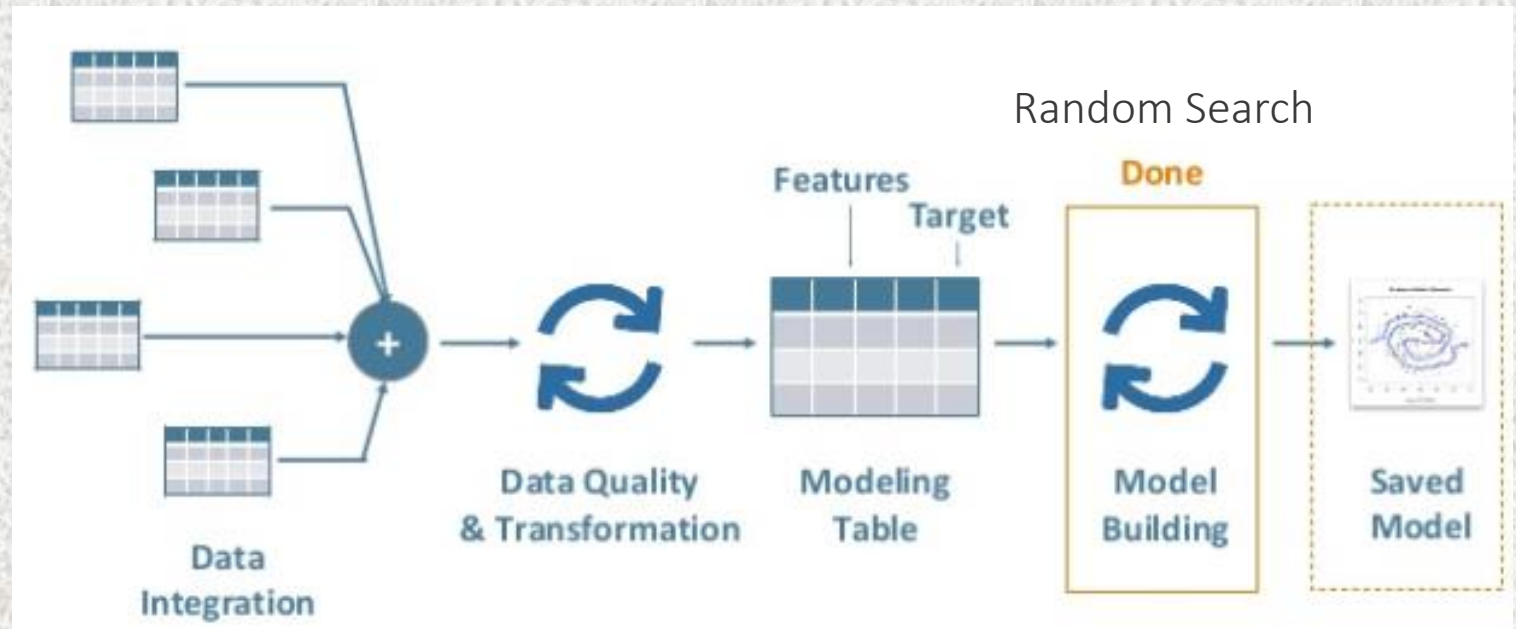 Random Search
Done
Features
Target
+
Data Quality
& Transformation
Modeling
Table
Model
Building
Saved
Model
Data
Integration